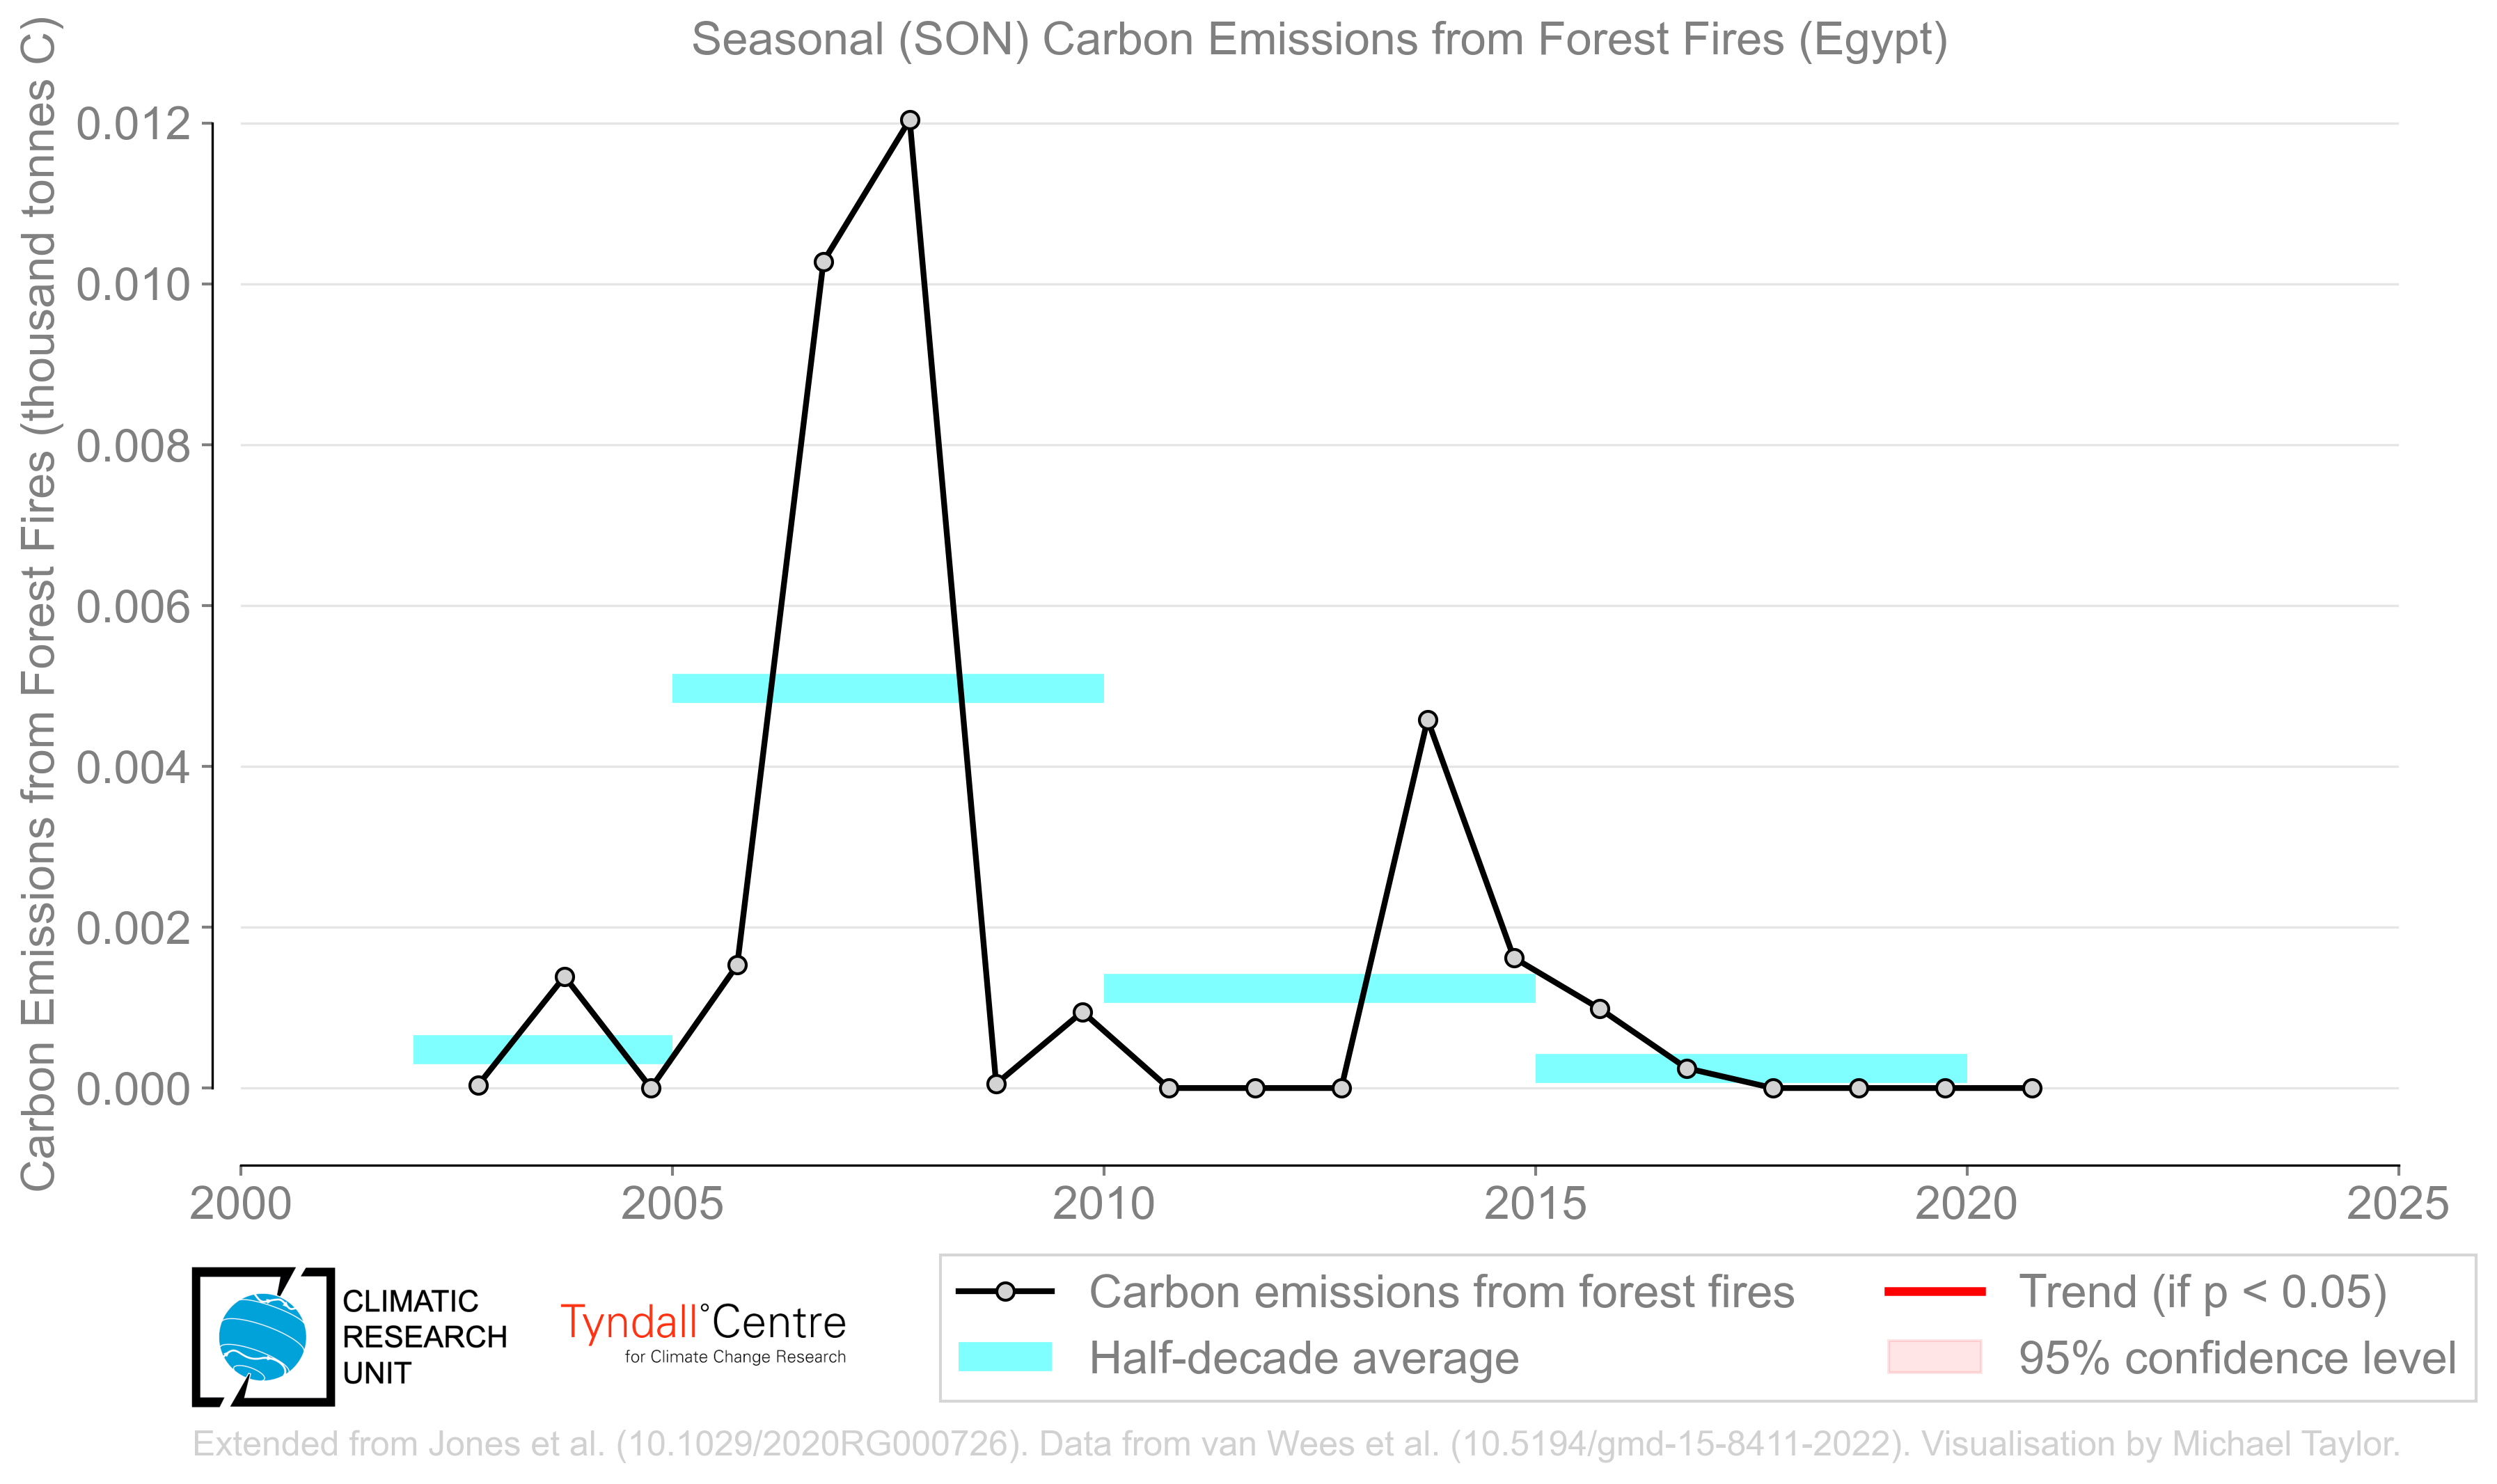 Seasonal (SON) Carbon Emissions from Forest Fires (Egypt)
Carbon Emissions from Forest Fires (thousand tonnes C)
0.012
0.010
0.008
0.006
0.004
0.002
0.000
2000
2005
2010
2015
2020
2025
CLIMATIC
RESEARCH
UNIT
Tyndall°Centre
for Climate Change Research
Carbon emissions from forest fires
Half-decade average
Trend (if p < 0.05)
95% confidence level
Extended from Jones et al. (10.1029/2020RG000726). Data from van Wees et al. (10.5194/gmd-15-8411-2022). Visualisation by Michael Taylor.